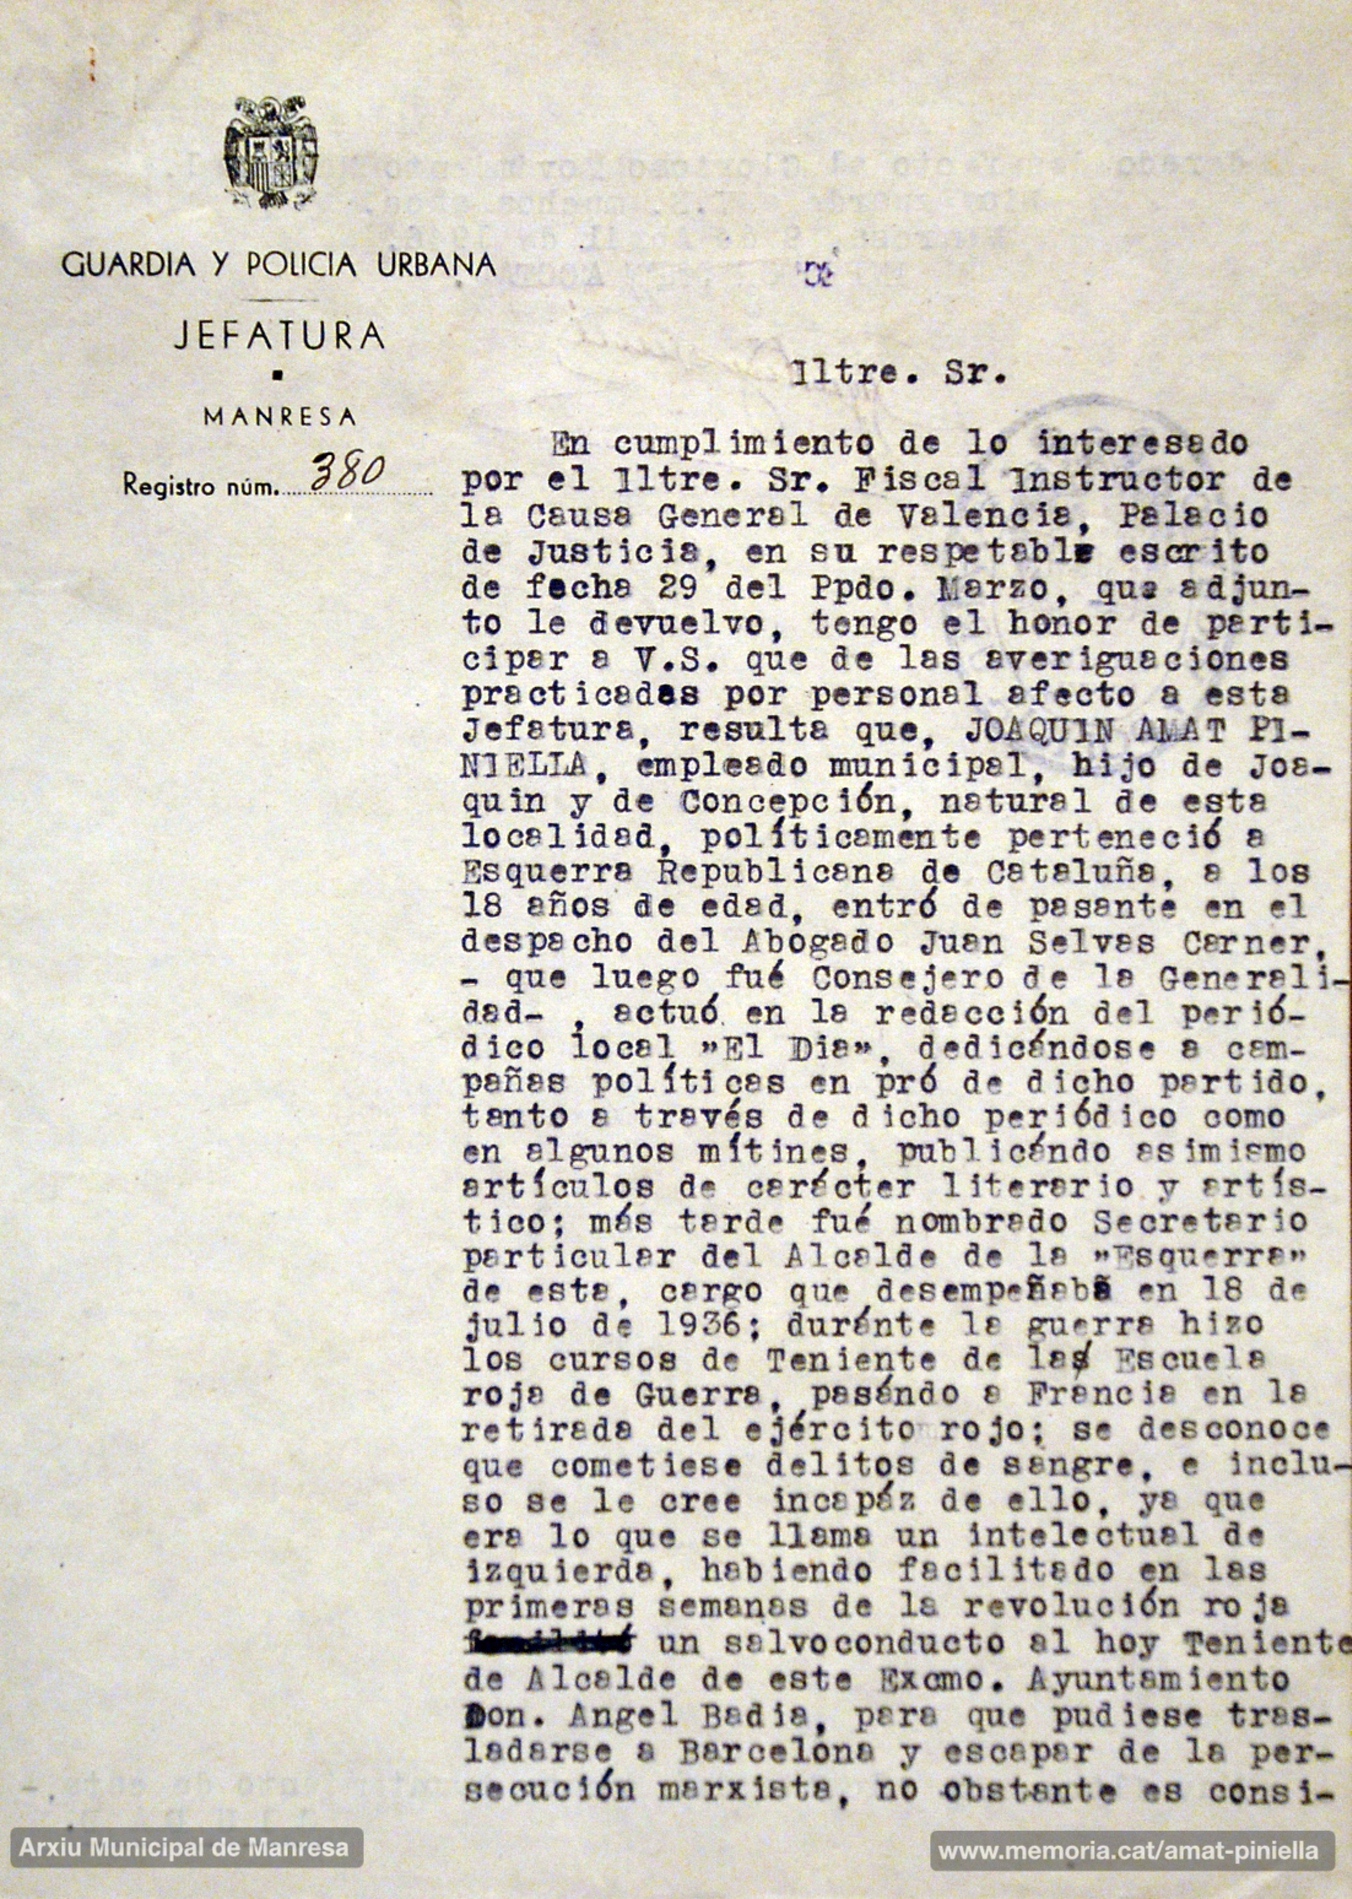 GUARDIA Y POLICIA URBANA
JEFATURA
MANRESA
Registro núm. 380
Iltre. Sr.
En cumplimiento de lo interesado
por el Iltre. Sr. Fiscal Instructor de
la Causa General de Valencia, Palacio
de Justicia, en su respetable escrito
de fecha 29 del Ppdo. Marzo, que adjun-
to le devuelvo, tengo el honor de parti-
cipar a V.S. que de las averiguaciones
practicadas por personal afecto a esta
Jefatura, resulta que, JOAQUIN AMAT PI-
NIELLA, empleado municipal, hijo de Joa-
quin y de Concepción, natural de esta
localidad, políticamente perteneció a
Esquerra Republicana de Cataluña, a los
18 años de edad, entró de pasante en el
despacho del Abogado Juan Selvas Carner,
- que luego fué Consejero de la Generali-
dad- , actuó en la redacción del perió-
dico local "El Dia", dedicándose a cam-
pañas políticas en pró de dicho partido,
tanto a través de dicho periódico como
en algunos mítines, publicándo asimismo
artículos de carácter literario y artís-
tico; más tarde fué nombrado Secretario
particular del Alcalde de la "Esquerra"
de esta, cargo que desempeñaba en 18 de
julio de 1936; duránte la guerra hizo
los cursos de Teniente de la Escuela
roja de Guerra, pasándo a Francia en la
retirada del ejército rojo; se desconoce
que cometiese delitos de sangre, e inclu-
so se le cree incapáz de ello, ya que
era lo que se llama un intelectual de
izquierda, habiendo facilitado en las
primeras semanas de la revolución roja
un salvoconducto al hoy Teniente
de Alcalde de este Excmo. Ayuntamiento
Don. Angel Badia, para que pudiese tras-
ladarse a Barcelona y escapar de la per-
secución marxista, no obstante es consi-
Arxiu Municipal de Manresa
www.memoria.cat/amat-piniella